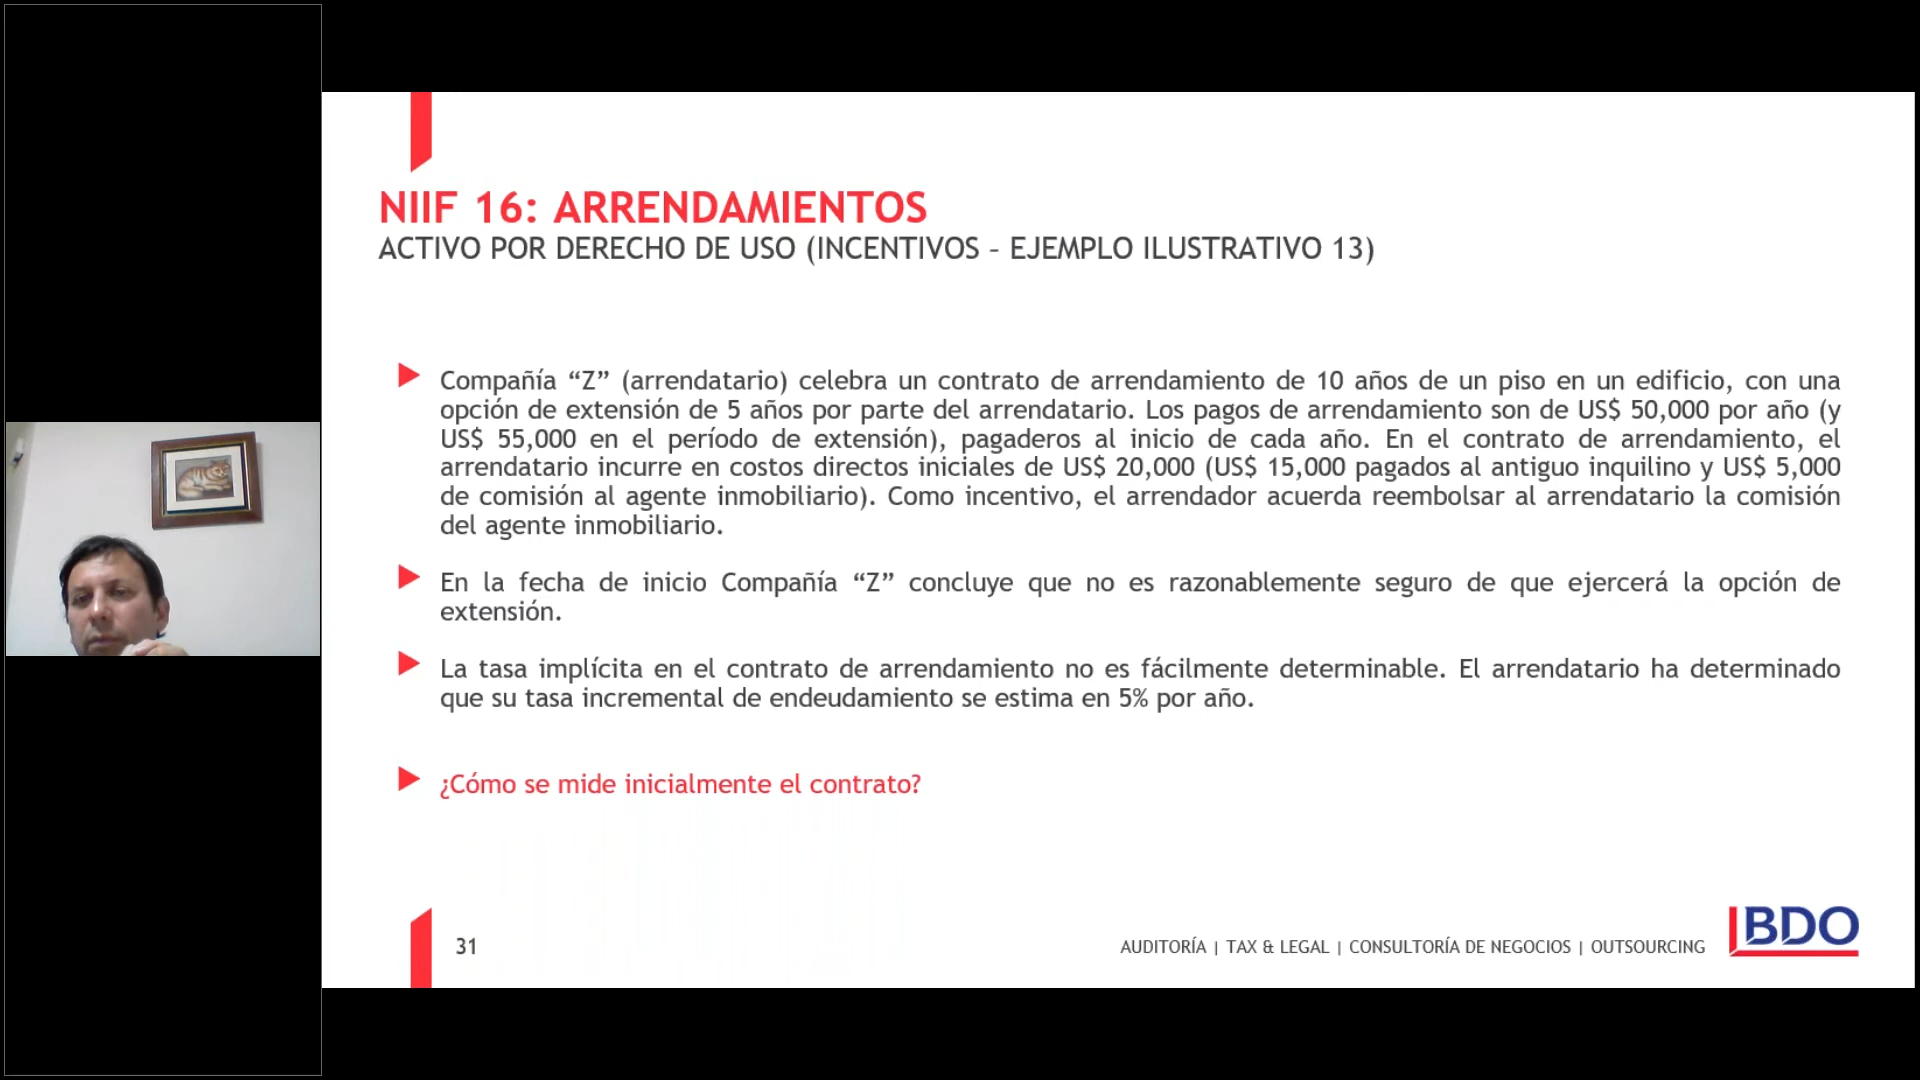 NIIF 16: ARRENDAMIENTOS
ACTIVO POR DERECHO DE USO (INCENTIVOS – EJEMPLO ILUSTRATIVO 13)
Compañía “Z” (arrendatario) celebra un contrato de arrendamiento de 10 años de un piso en un edificio, con una
opción de extensión de 5 años por parte del arrendatario. Los pagos de arrendamiento son de US$ 50,000 por año (y
US$ 55,000 en el período de extensión), pagaderos al inicio de cada año. En el contrato de arrendamiento, el
arrendatario incurre en costos directos iniciales de US$ 20,000 (US$ 15,000 pagados al antiguo inquilino y US$ 5,000
de comisión al agente inmobiliario). Como incentivo, el arrendador acuerda reembolsar al arrendatario la comisión
del agente inmobiliario.
En la fecha de inicio Compañía “Z” concluye que no es razonablemente seguro de que ejercerá la opción de
extensión.
La tasa implícita en el contrato de arrendamiento no es fácilmente determinable. El arrendatario ha determinado
que su tasa incremental de endeudamiento se estima en 5% por año.
¿Cómo se mide inicialmente el contrato?
31
AUDITORÍA | TAX & LEGAL | CONSULTORÍA DE NEGOCIOS | OUTSOURCING
BDO